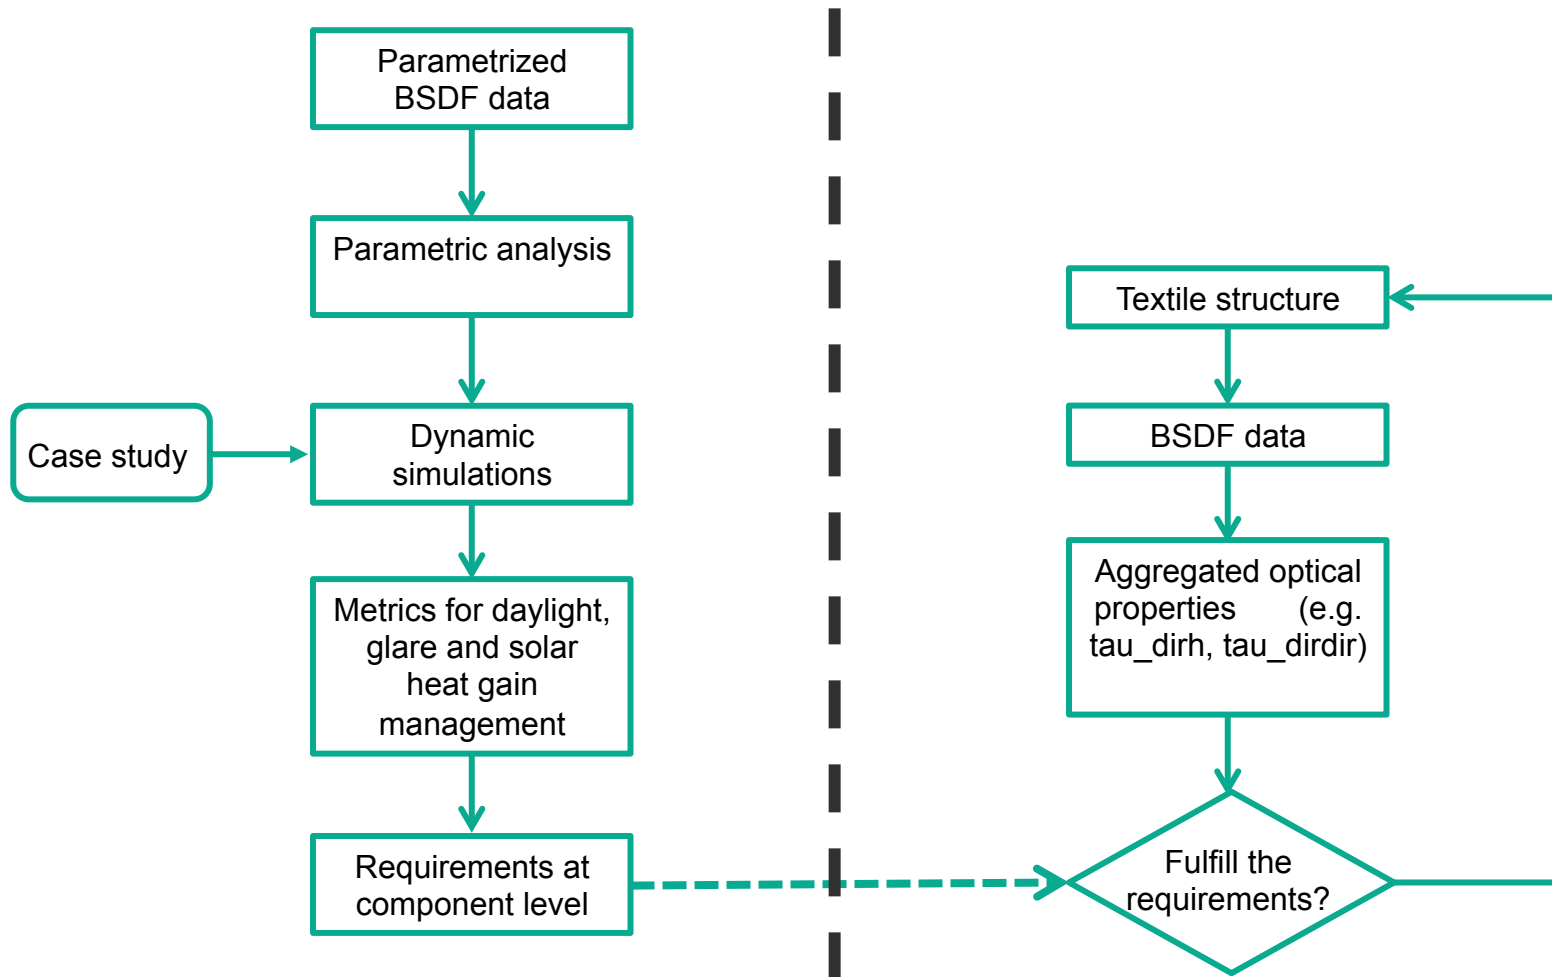 Parametrized
BSDF data
Parametric analysis
Case study
Dynamic
simulations
Metrics for daylight,
glare and solar
heat gain
management
Requirements at
component level
Textile structure
BSDF data
Aggregated optical
properties (e.g.
tau_dirh, tau_dirdir)
Fulfill the
requirements?